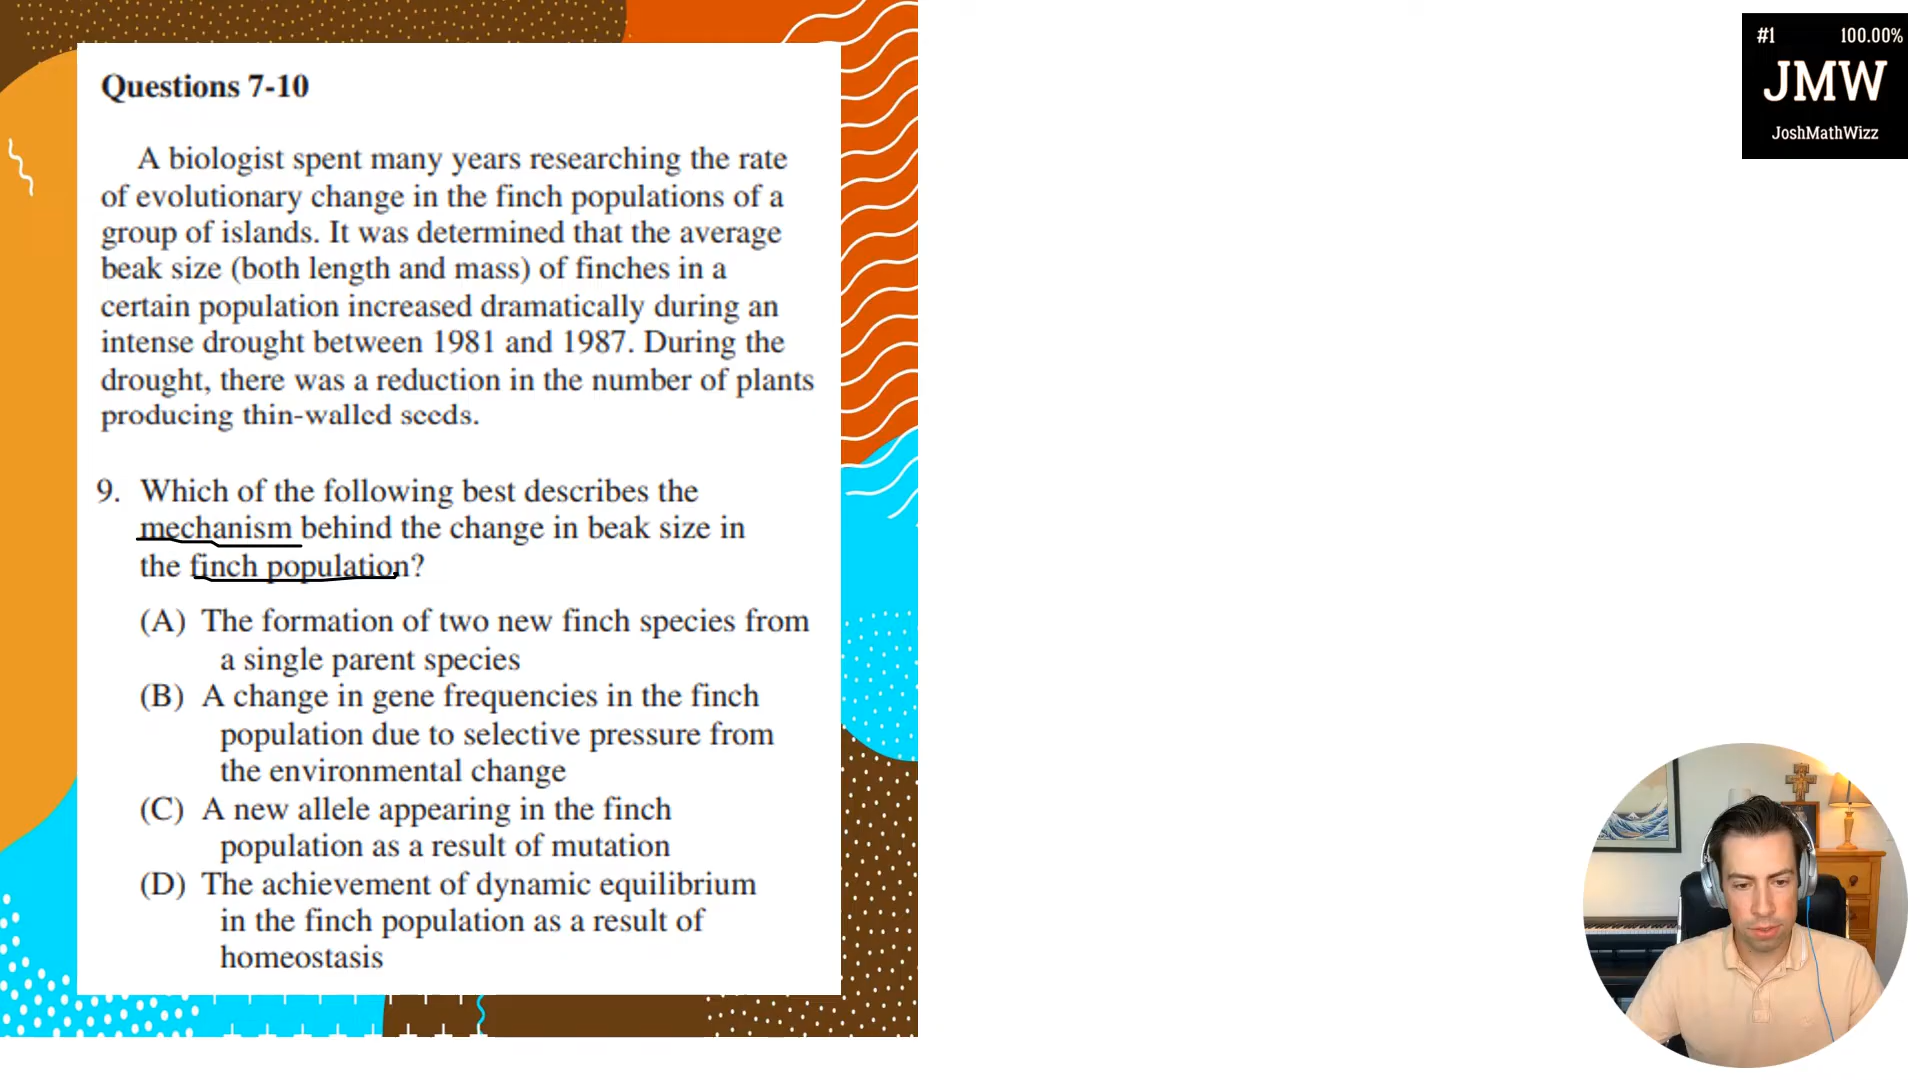 Questions 7-10
A biologist spent many years researching the rate
of evolutionary change in the finch populations of a
group of islands. It was determined that the average
beak size (both length and mass) of finches in a
certain population increased dramatically during an
intense drought between 1981 and 1987. During the
drought, there was a reduction in the number of plants
producing thin-walled seeds.
9. Which of the following best describes the
mechanism behind the change in beak size in
the finch population?
(A) The formation of two new finch species from
a single parent species
(B) A change in gene frequencies in the finch
population due to selective pressure from
the environmental change
(C) A new allele appearing in the finch
population as a result of mutation
(D) The achievement of dynamic equilibrium
in the finch population as a result of
homeostasis
#1 100.00%
JMW
JoshMathWizz